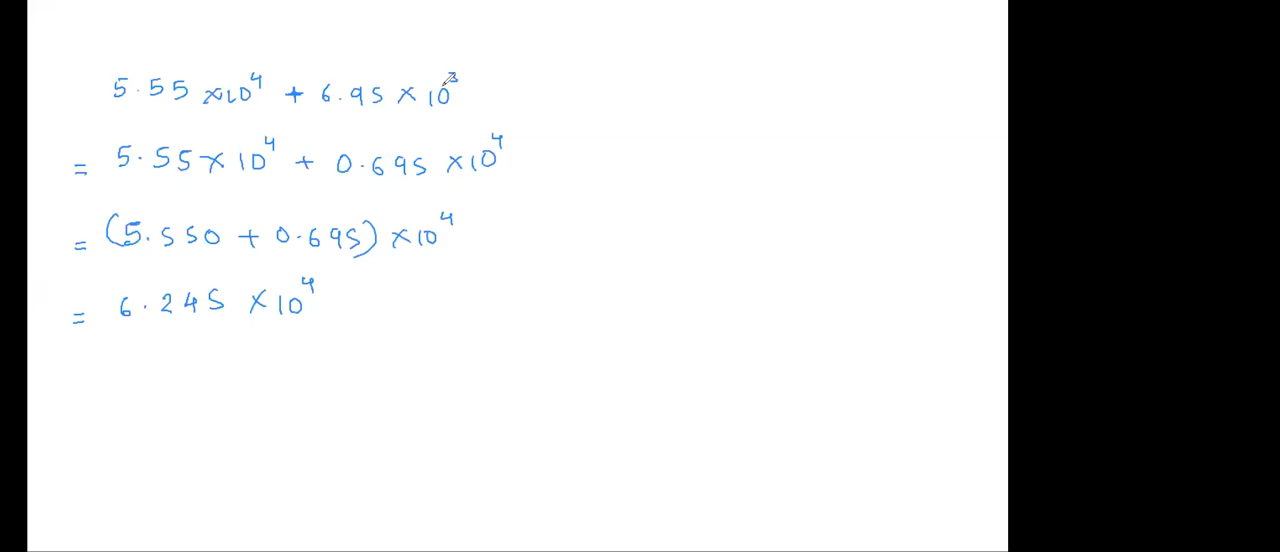 5.55 ×10⁴ + 6.95 × 10³
= 5.55 × 10⁴ + 0.695 ×10⁴
= (5.550 + 0.695) ×10⁴
= 6.245 ×10⁴